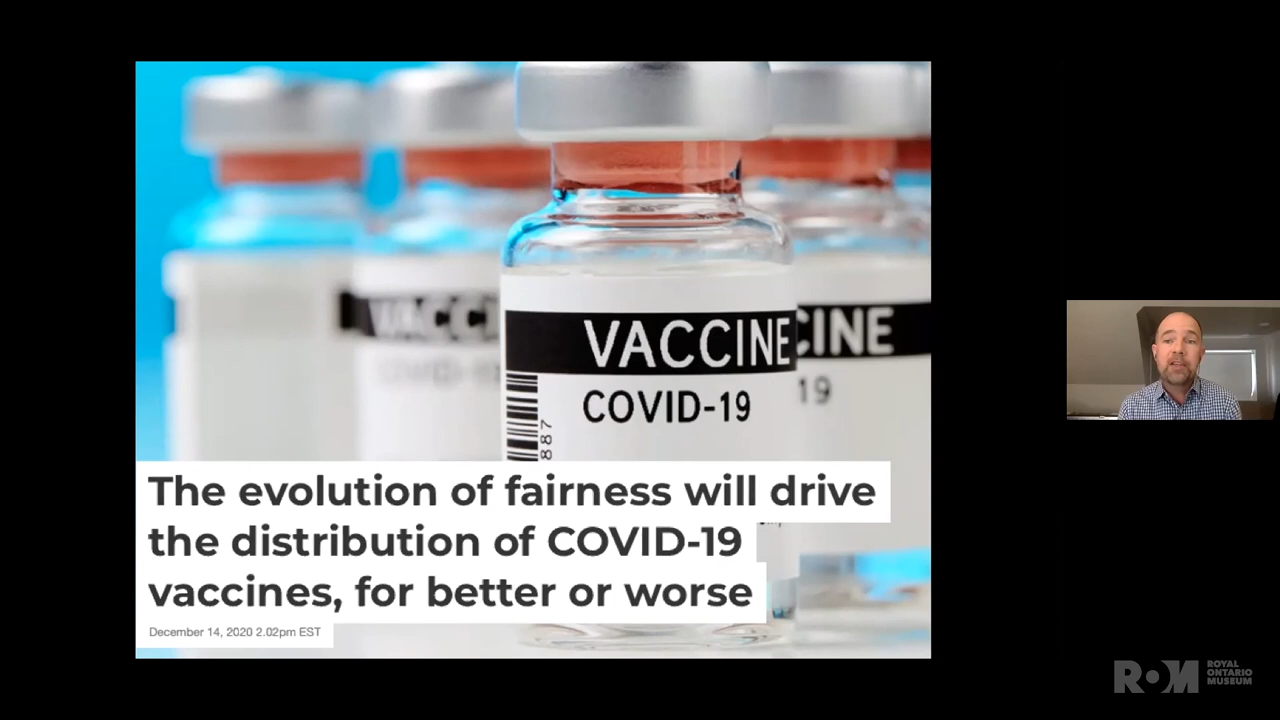 VACCINE
COVID-19
887
VACC
CINE
19
The evolution of fairness will drive
the distribution of COVID-19
vaccines, for better or worse
December 14, 2020 2.02pm EST
ROM
ROYAL
ONTARIO
MUSEUM